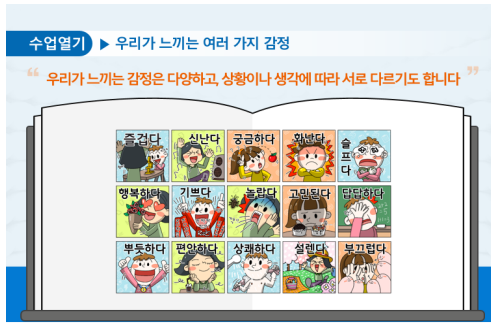 수업열기 ▶ 우리가 느끼는 여러 가지 감정
“ 우리가 느끼는 감정은 다양하고, 상황이나 생각에 따라 서로 다르기도 합니다 ”
즐겁다 신난다 궁금하다 화난다 슬프다
행복하다 기쁘다 놀랍다 고민된다 답답하다
뿌듯하다 편안하다 상쾌하다 설렌다 부끄럽다